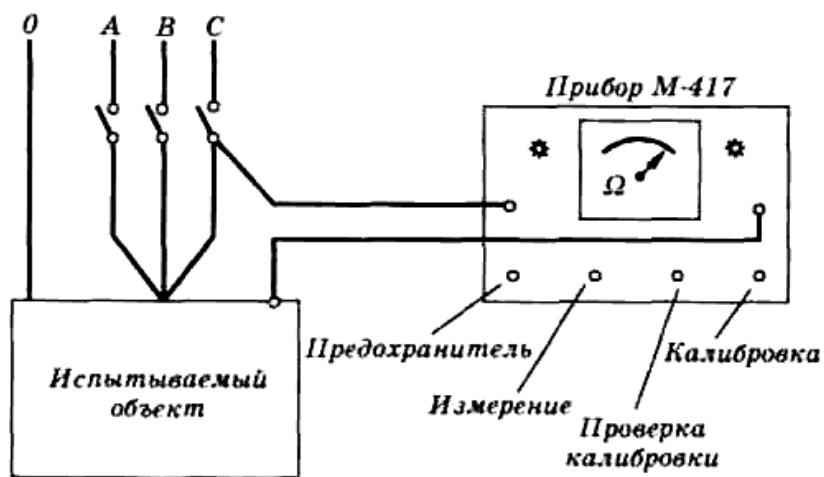 0 A B C
Прибор М-417
Ω
Предохранитель
Калибровка
Испытываемый
объект
Измерение
Проверка
калибровки